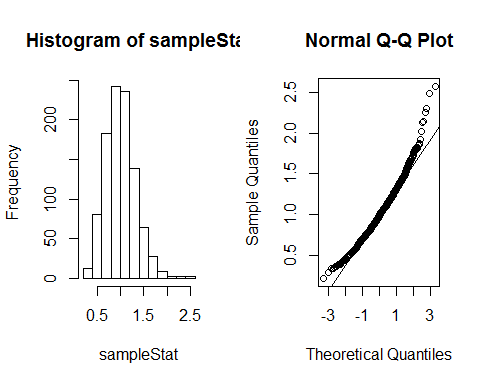 Histogram of sampleSta
Frequency
0
50
100
200
0.5
1.5
2.5
sampleStat
Normal Q-Q Plot
Sample Quantiles
0.5
1.0
1.5
2.0
2.5
-3
-1
1
3
Theoretical Quantiles